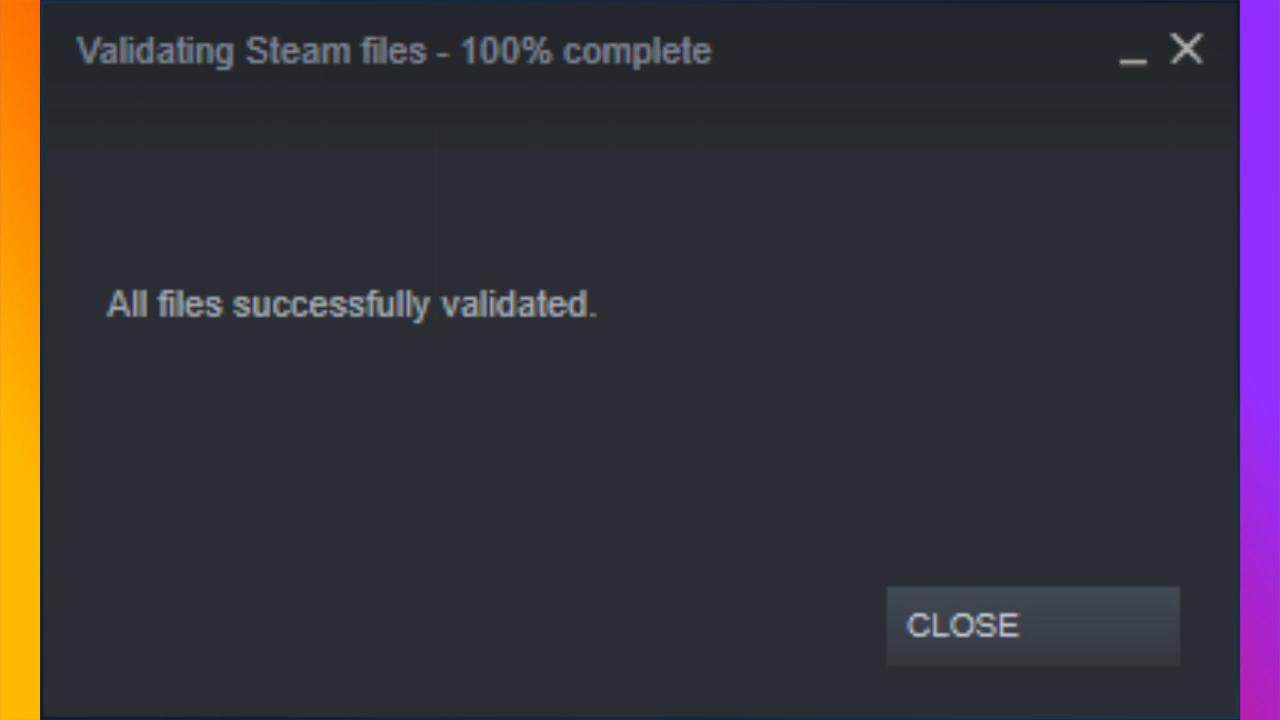 Validating Steam files - 100% complete
All files successfully validated.
CLOSE